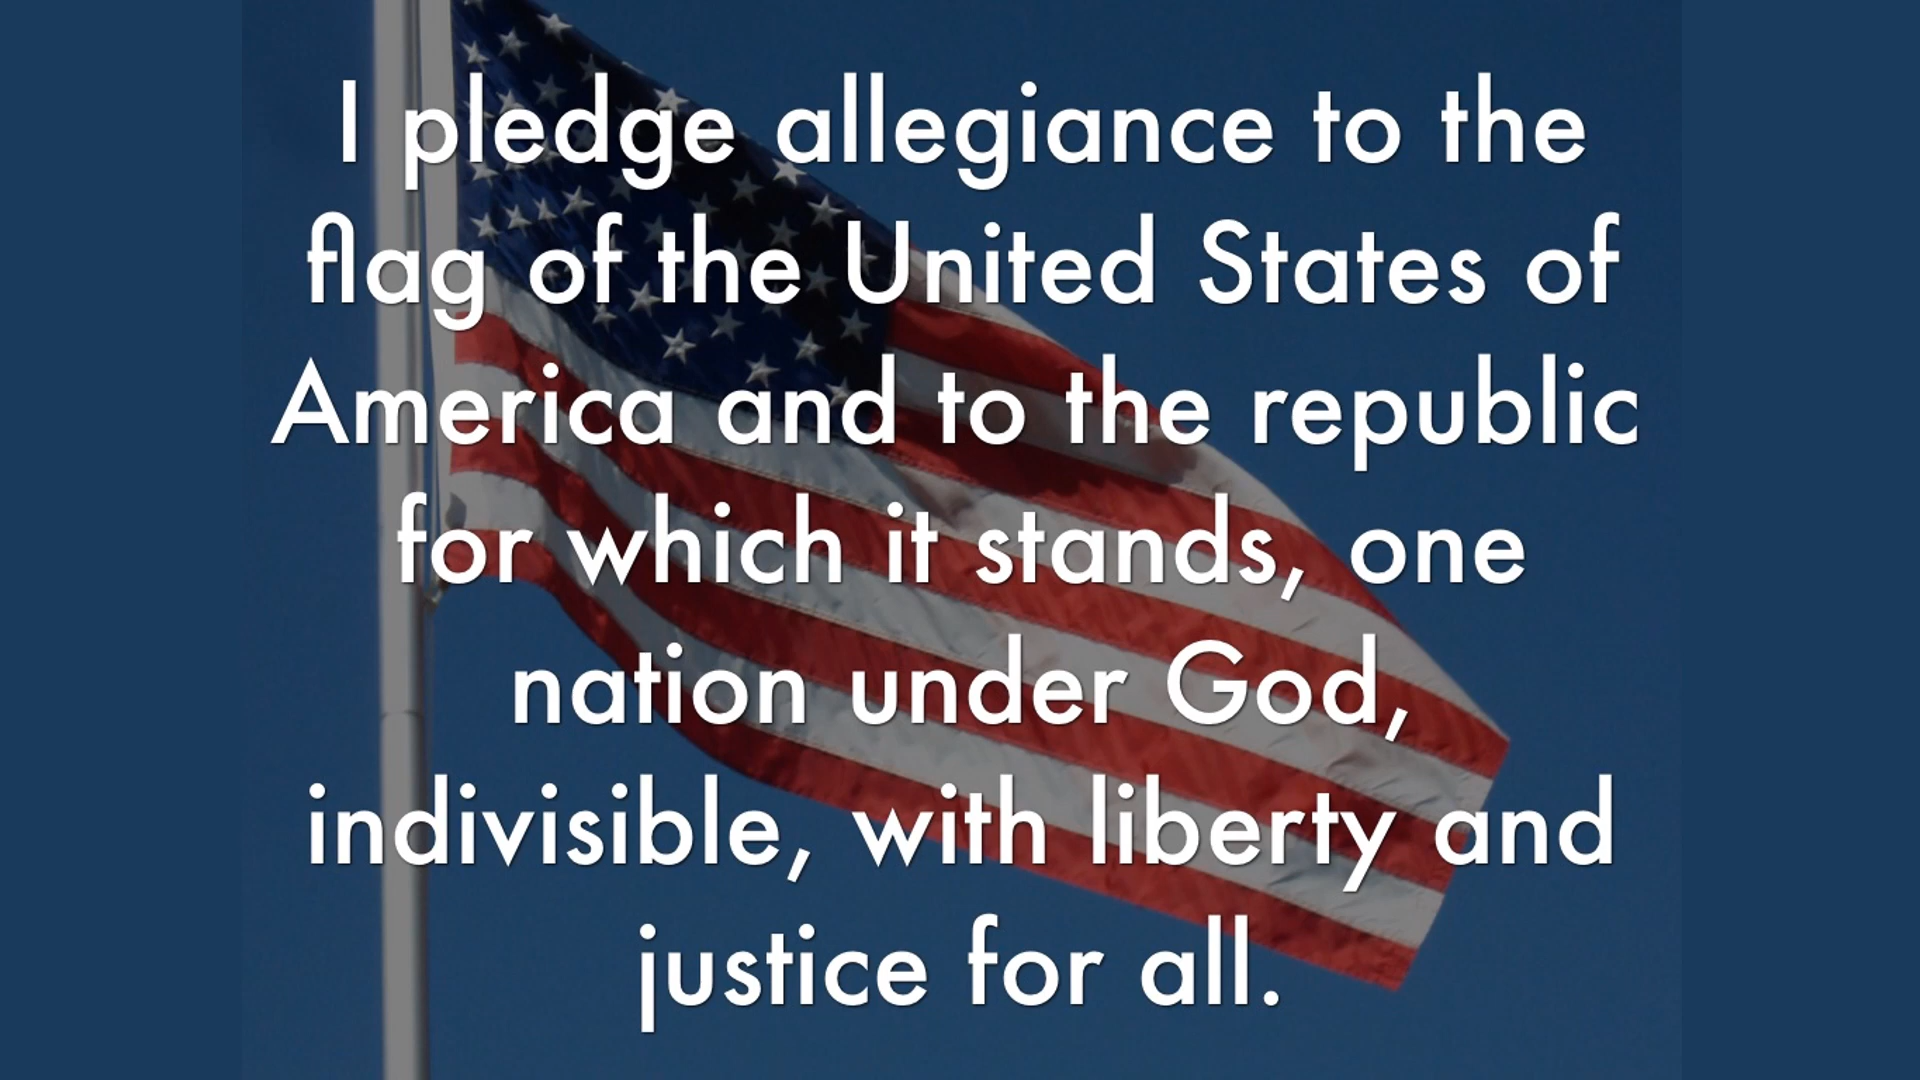 I pledge allegiance to the
flag of the United States of
America and to the republic
for which it stands, one
nation under God,
indivisible, with liberty and
justice for all.